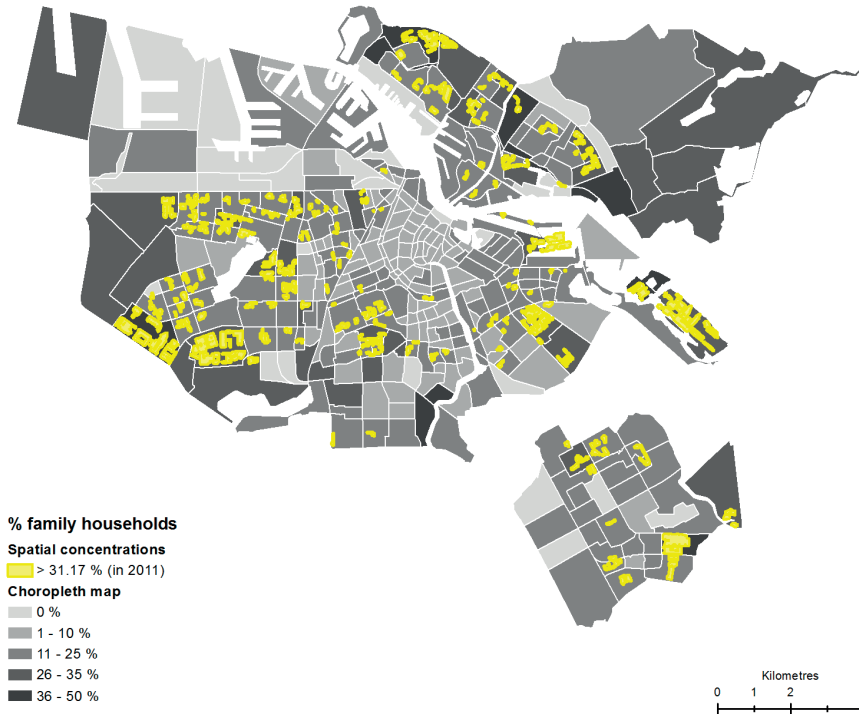 % family households
Spatial concentrations
> 31.17 % (in 2011)
Choropleth map
0 %
1 - 10 %
11 - 25 %
26 - 35 %
36 - 50 %
Kilometres
0 1 2